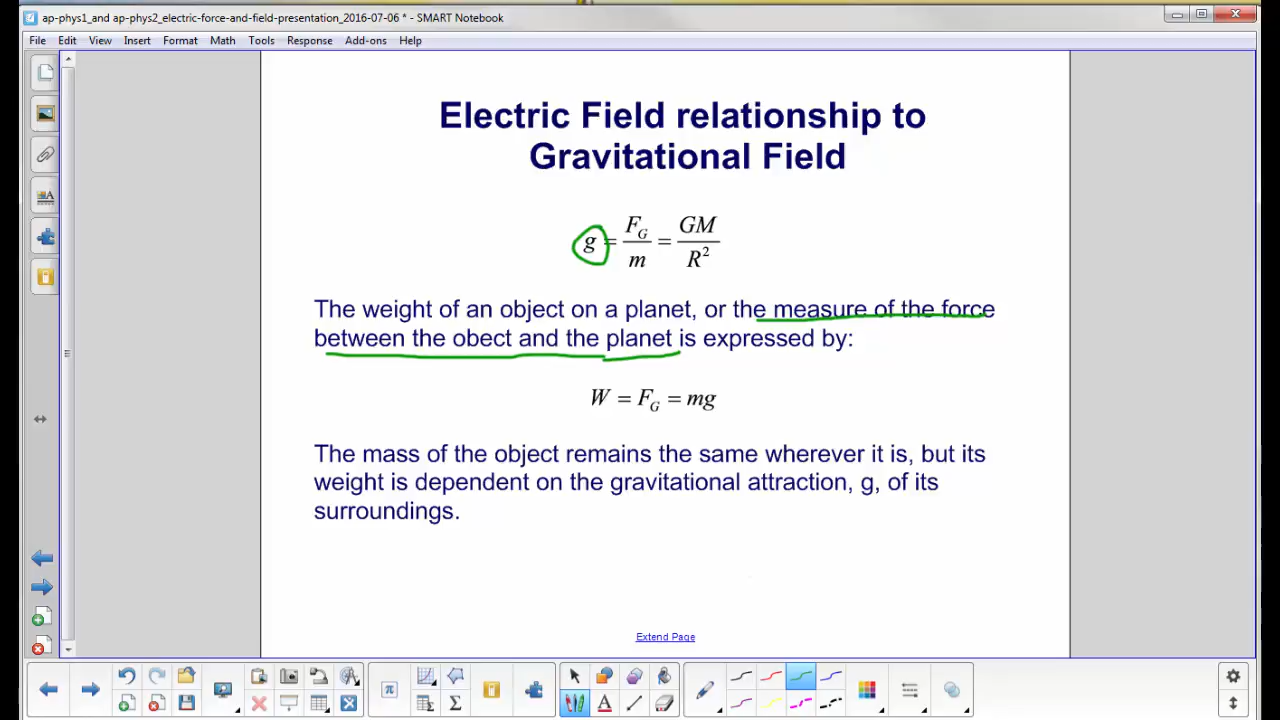 ap-phys1_and ap-phys2_electric-force-and-field-presentation_2016-07-06 * - SMART Notebook
File Edit View Insert Format Math Tools Response Add-ons Help
Electric Field relationship to
Gravitational Field
g = F_G/m = GM/R²
The weight of an object on a planet, or the measure of the force
between the obect and the planet is expressed by:
W = F_G = mg
The mass of the object remains the same wherever it is, but its
weight is dependent on the gravitational attraction, g, of its
surroundings.
Extend Page